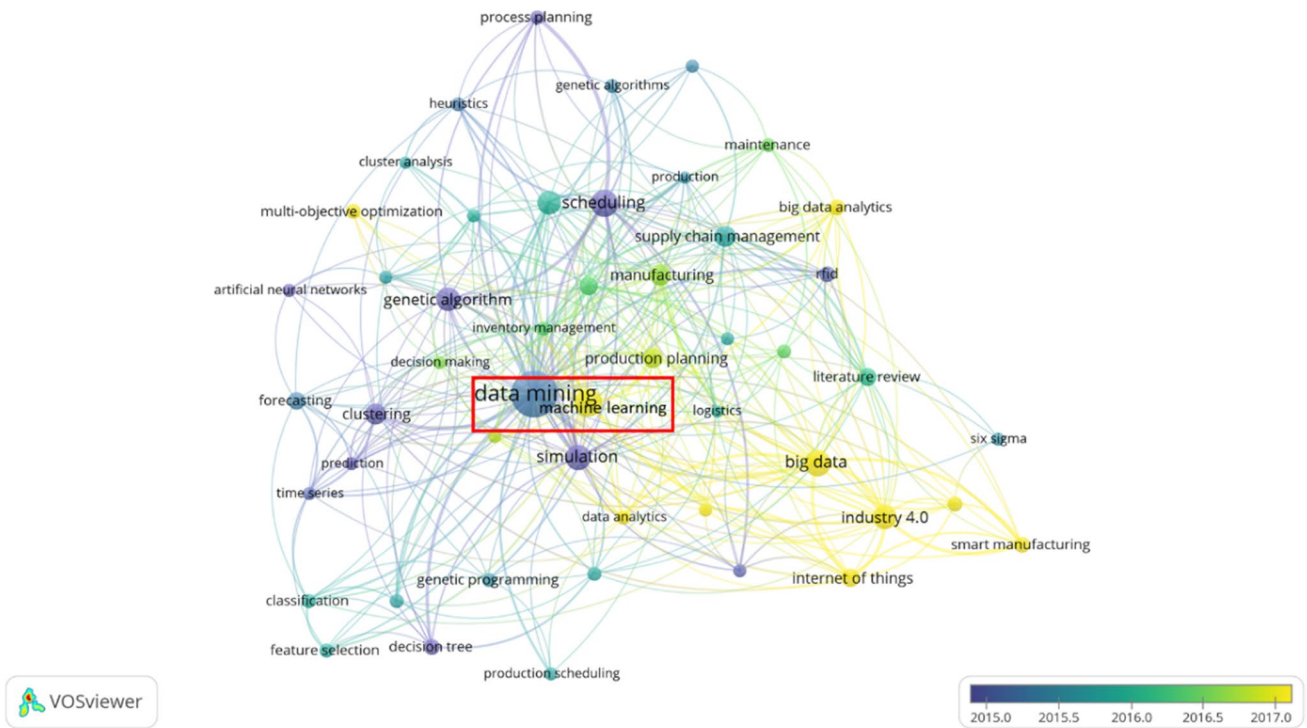 process planning
genetic algorithms
heuristics
maintenance
cluster analysis
production
scheduling
multi-objective optimization
big data analytics
supply chain management
manufacturing
rfid
artificial neural networks
genetic algorithm
inventory management
decision making
production planning
literature review
data mining
forecasting
machine learning
clustering
logistics
six sigma
simulation
prediction
big data
time series
data analytics
industry 4.0
smart manufacturing
genetic programming
internet of things
classification
feature selection
decision tree
production scheduling
VOSviewer
2015.0 2015.5 2016.0 2016.5 2017.0